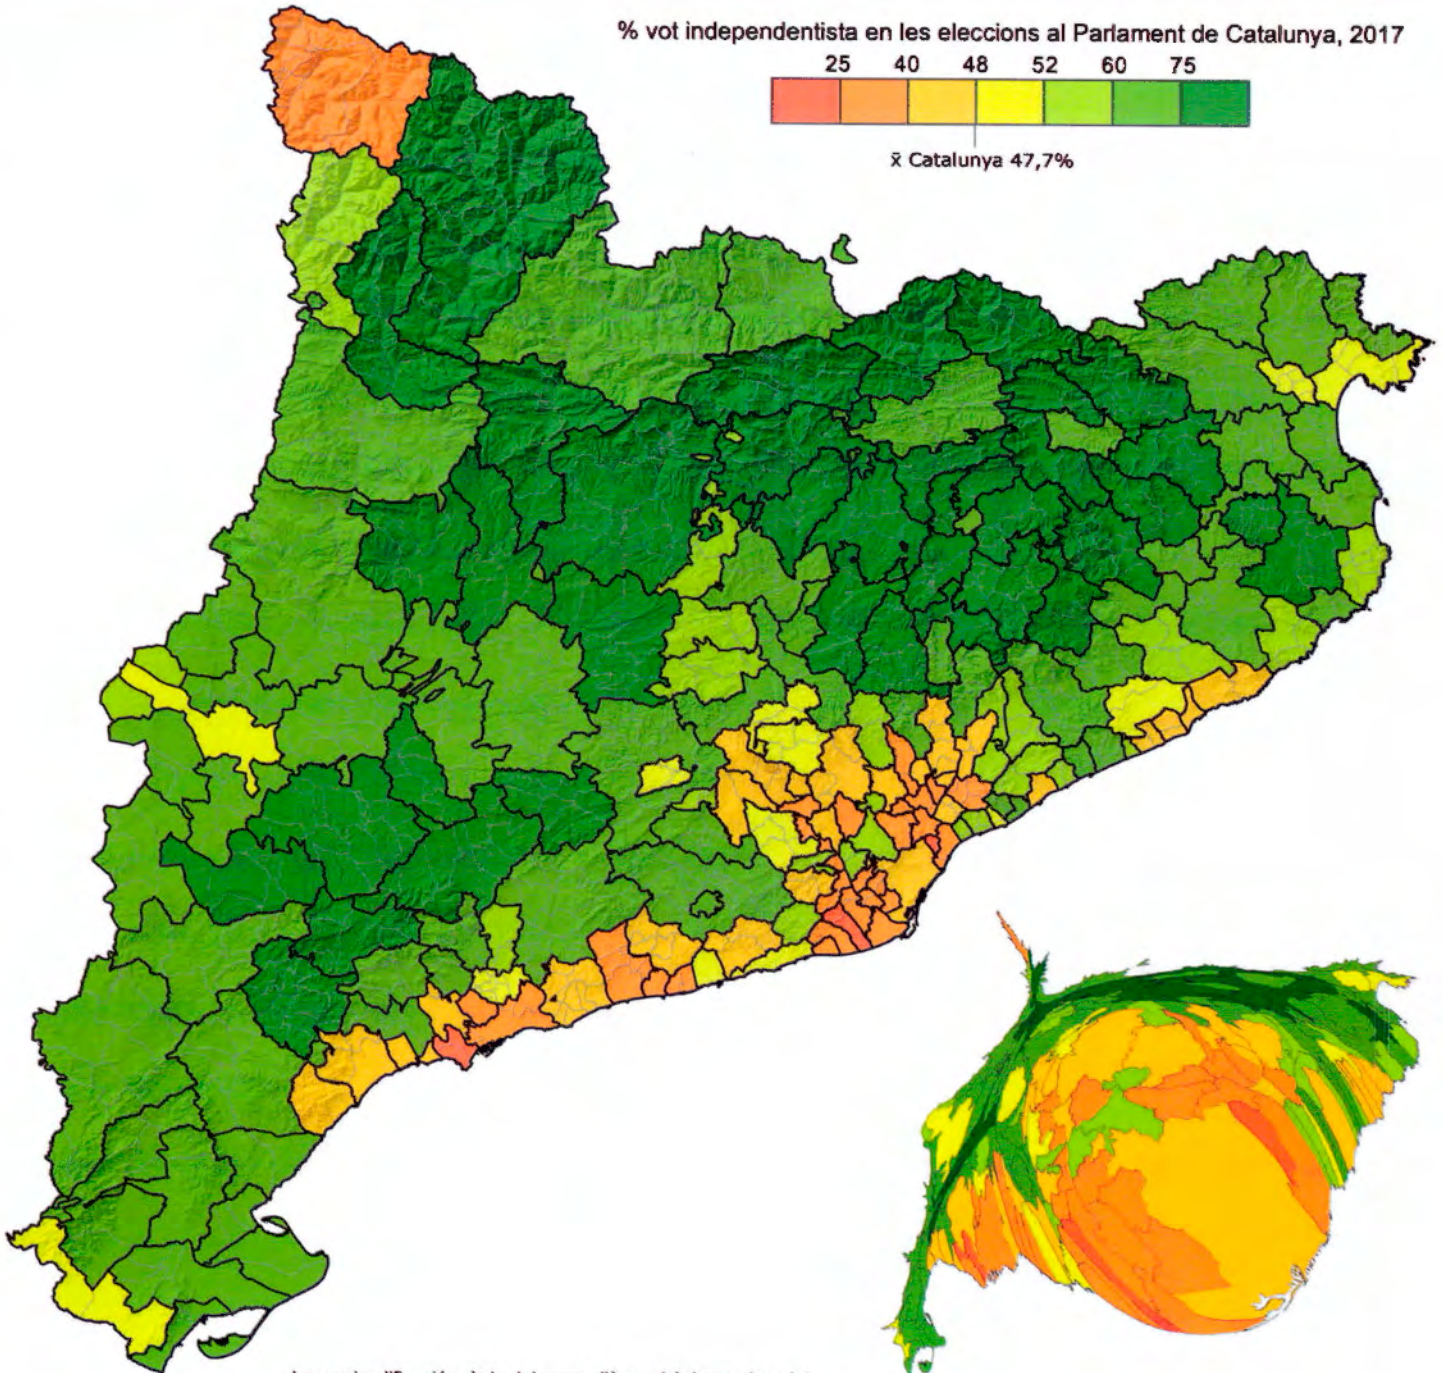 % vot independentista en les eleccions al Parlament de Catalunya, 2017
25 40 48 52 60 75
x̄ Catalunya 47,7%